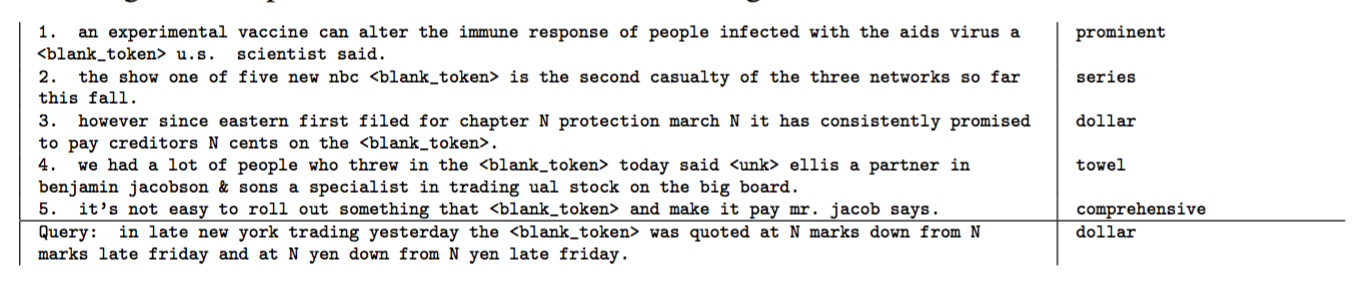 1. an experimental vaccine can alter the immune response of people infected with the aids virus a prominent
<blank_token> u.s. scientist said.
2. the show one of five new nbc <blank_token> is the second casualty of the three networks so far series
this fall.
3. however since eastern first filed for chapter N protection march N it has consistently promised dollar
to pay creditors N cents on the <blank_token>.
4. we had a lot of people who threw in the <blank_token> today said <unk> ellis a partner in towel
benjamin jacobson & sons a specialist in trading ual stock on the big board.
5. it's not easy to roll out something that <blank_token> and make it pay mr. jacob says. comprehensive
Query: in late new york trading yesterday the <blank_token> was quoted at N marks down from N dollar
marks late friday and at N yen down from N yen late friday.